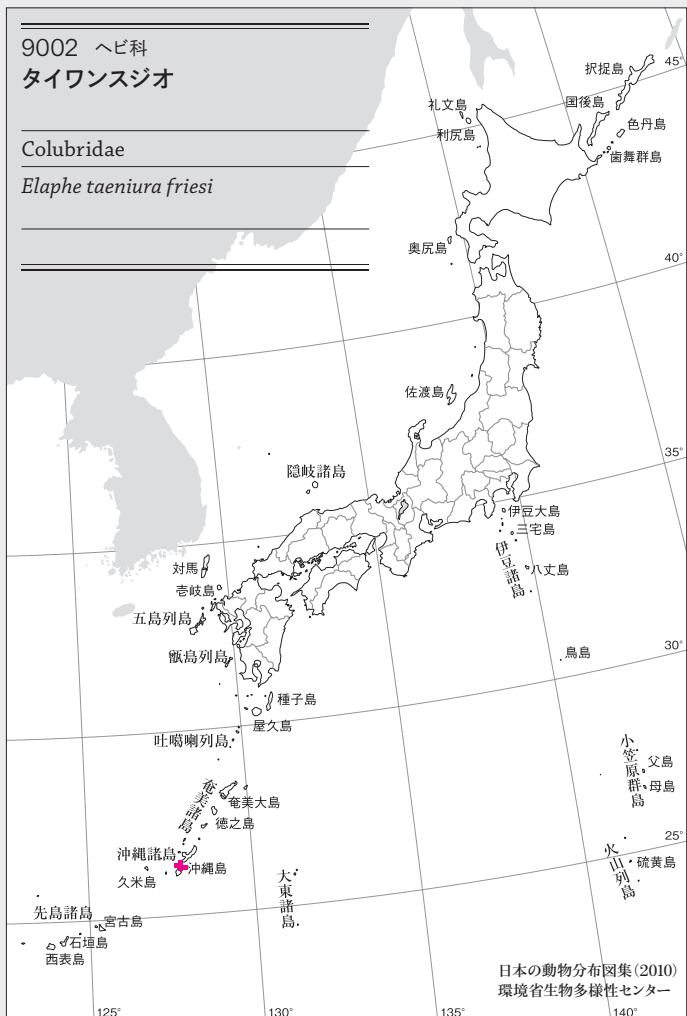 9002 ヘビ科
タイワンスジオ
Colubridae
Elaphe taeniura friesi
45°
択捉島
国後島
礼文島
色丹島
利尻島
歯舞群島
奥尻島
40°
佐渡島
35°
隠岐諸島
伊豆大島
三宅島
伊豆諸島
八丈島
対馬
壱岐島
五島列島
甑島列島
鳥島
30°
種子島
屋久島
吐噶喇列島
小笠原群島
父島
母島
奄美諸島
奄美大島
徳之島
25°
沖縄諸島
沖縄島
久米島
火山列島
硫黄島
大東諸島
先島諸島
宮古島
石垣島
西表島
日本の動物分布図集(2010)
環境省生物多様性センター
125°
130°
135°
140°